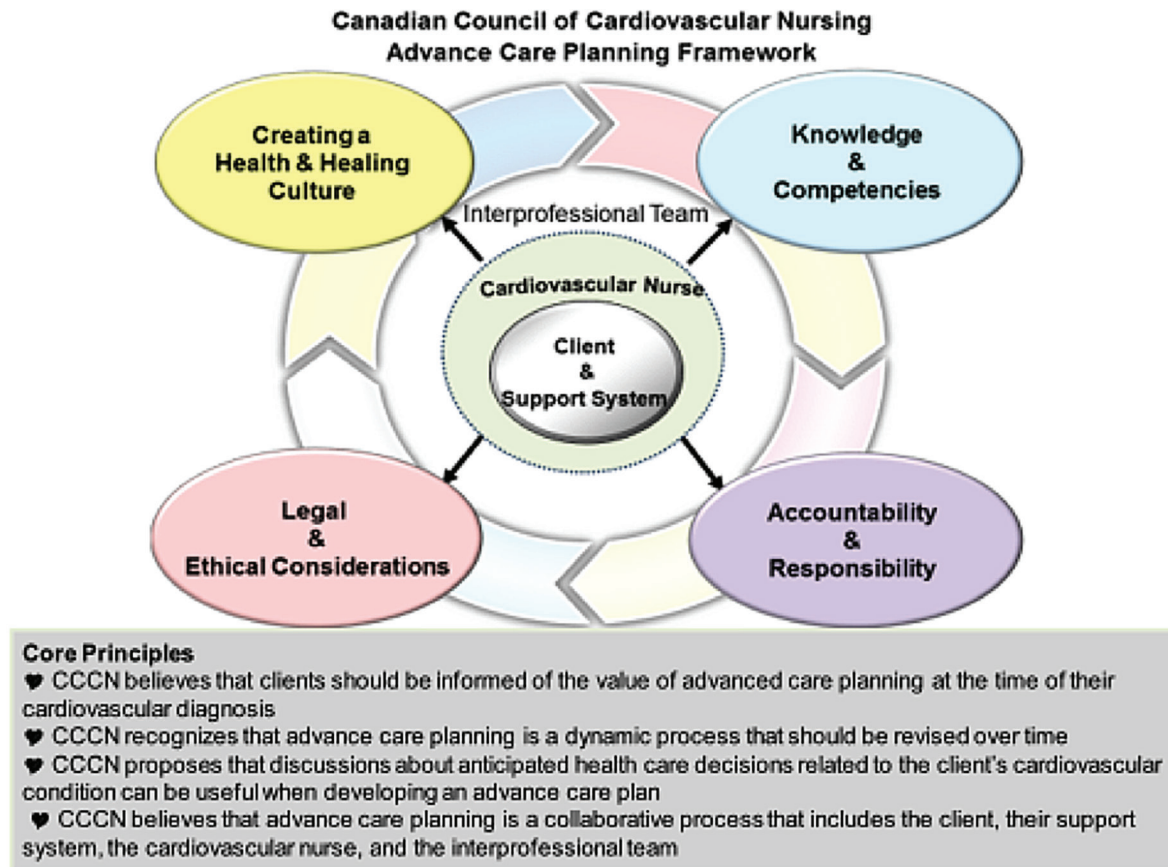 Canadian Council of Cardiovascular Nursing
Advance Care Planning Framework
Creating a
Health & Healing
Culture
Knowledge
&
Competencies
Interprofessional Team
Cardiovascular Nurse
Client
&
Support System
Legal
&
Ethical Considerations
Accountability
&
Responsibility
Core Principles
♥ CCCN believes that clients should be informed of the value of advanced care planning at the time of their
cardiovascular diagnosis
♥ CCCN recognizes that advance care planning is a dynamic process that should be revised over time
♥ CCCN proposes that discussions about anticipated health care decisions related to the client's cardiovascular
condition can be useful when developing an advance care plan
♥ CCCN believes that advance care planning is a collaborative process that includes the client, their support
system, the cardiovascular nurse, and the interprofessional team